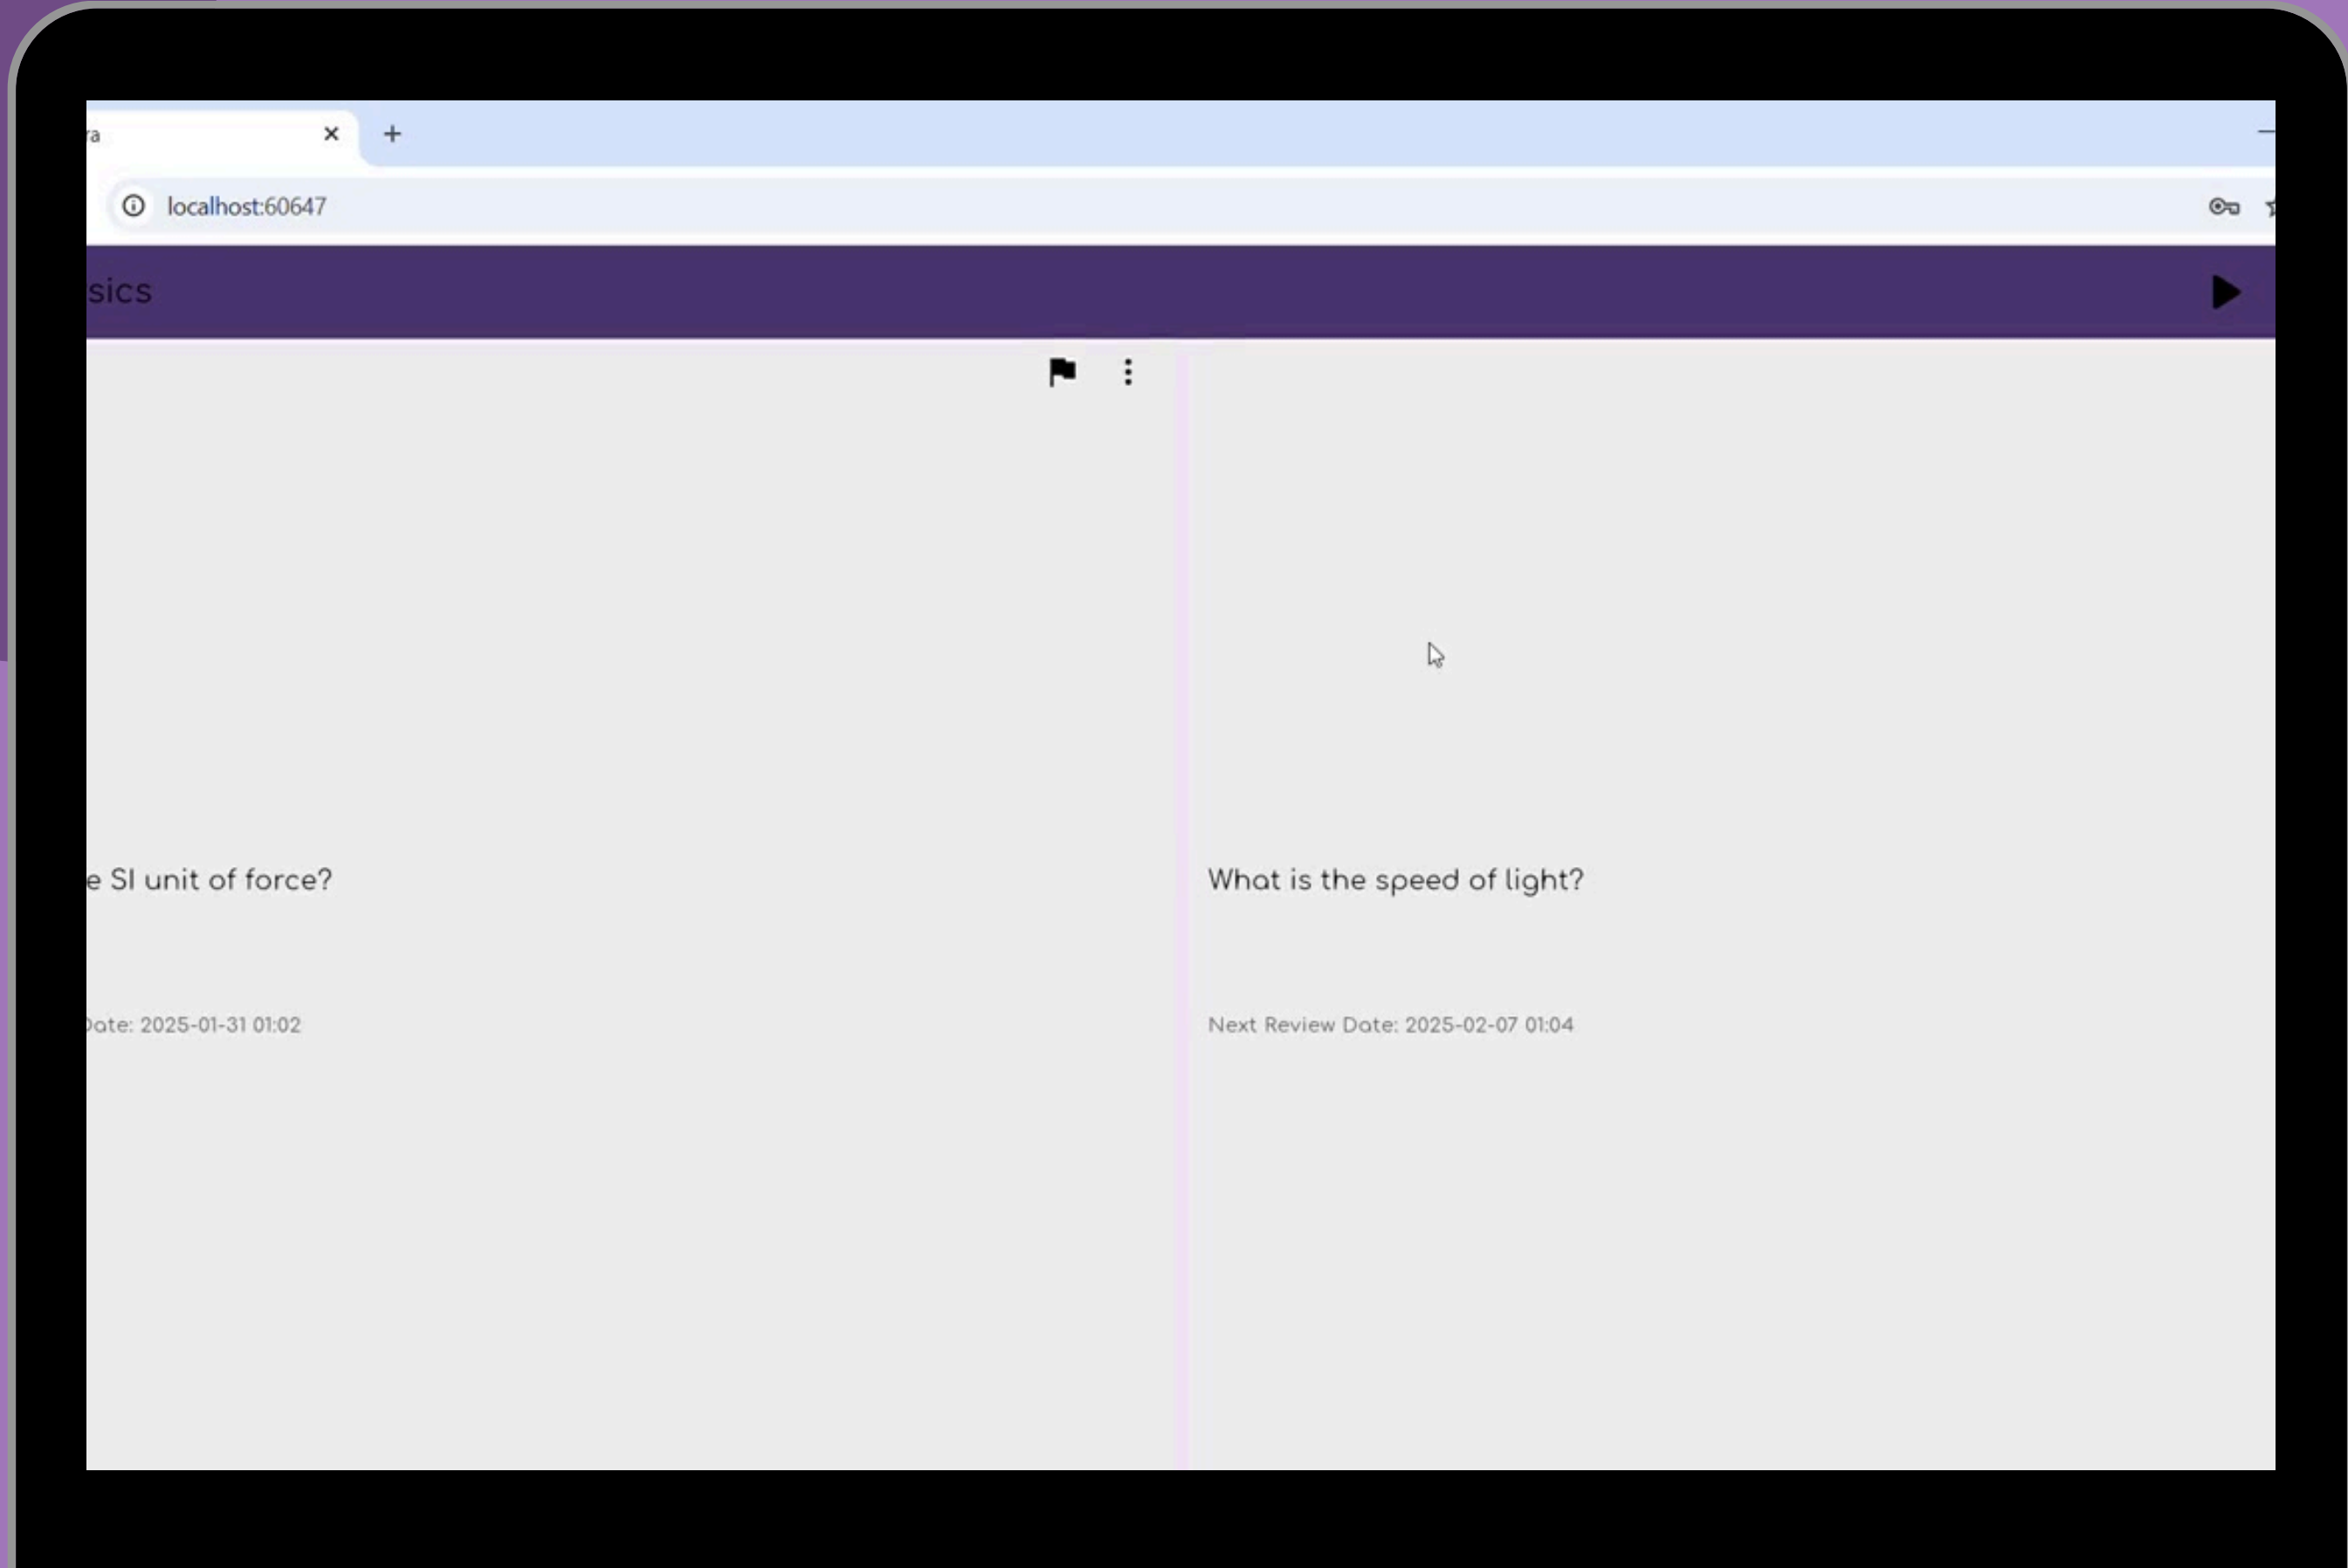 ra
localhost:60647
sics
e SI unit of force?
What is the speed of light?
Date: 2025-01-31 01:02
Next Review Date: 2025-02-07 01:04